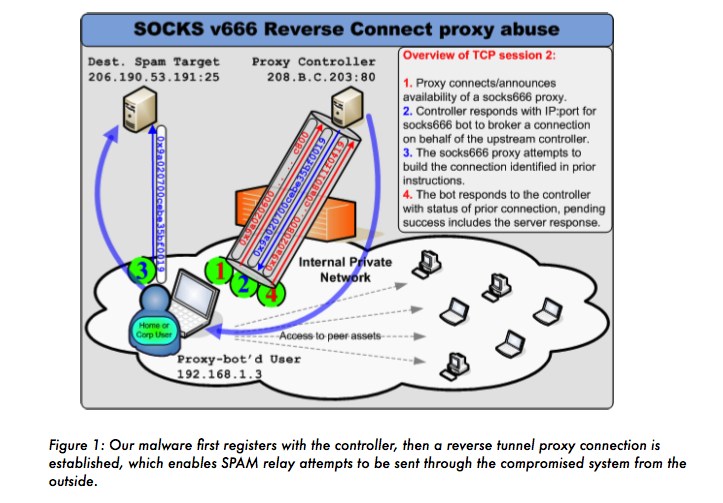 SOCKS v666 Reverse Connect proxy abuse
Dest. Spam Target
206.190.53.191:25
Proxy Controller
208.B.C.203:80
Overview of TCP session 2:
1. Proxy connects/announces
availability of a socks666 proxy.
2. Controller responds with IP:port for
socks666 bot to broker a connection
on behalf of the upstream controller.
3. The socks666 proxy attempts to
build the connection identified in prior
instructions.
4. The bot responds to the controller
with status of prior connection, pending
success includes the server response.
0x9a020700cebe35bf0019
0x9a020600 ... c800
0x9a020700cebe35bf0019
0x9a020800...c0a8011f0419
3
1
2
4
Internal Private
Network
Home or
Corp User
Access to peer assets
Proxy-bot'd User
192.168.1.3
Figure 1: Our malware first registers with the controller, then a reverse tunnel proxy connection is
established, which enables SPAM relay attempts to be sent through the compromised system from the
outside.